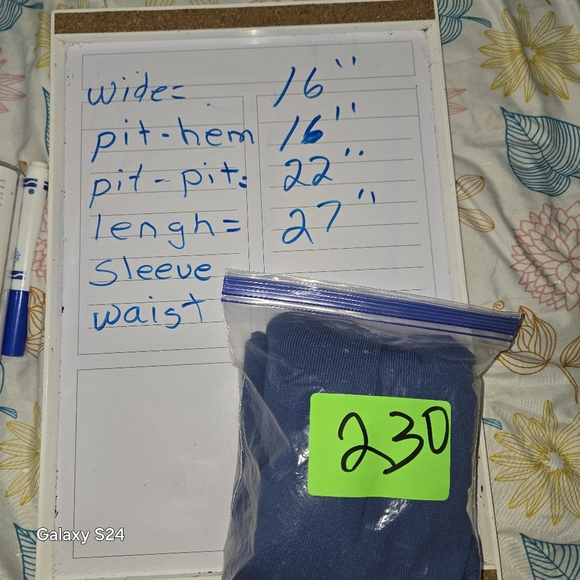 wide= 16"
pit-hem 16"
pit-pit= 22"
lengh= 27"
Sleeve
waist
230
Galaxy S24